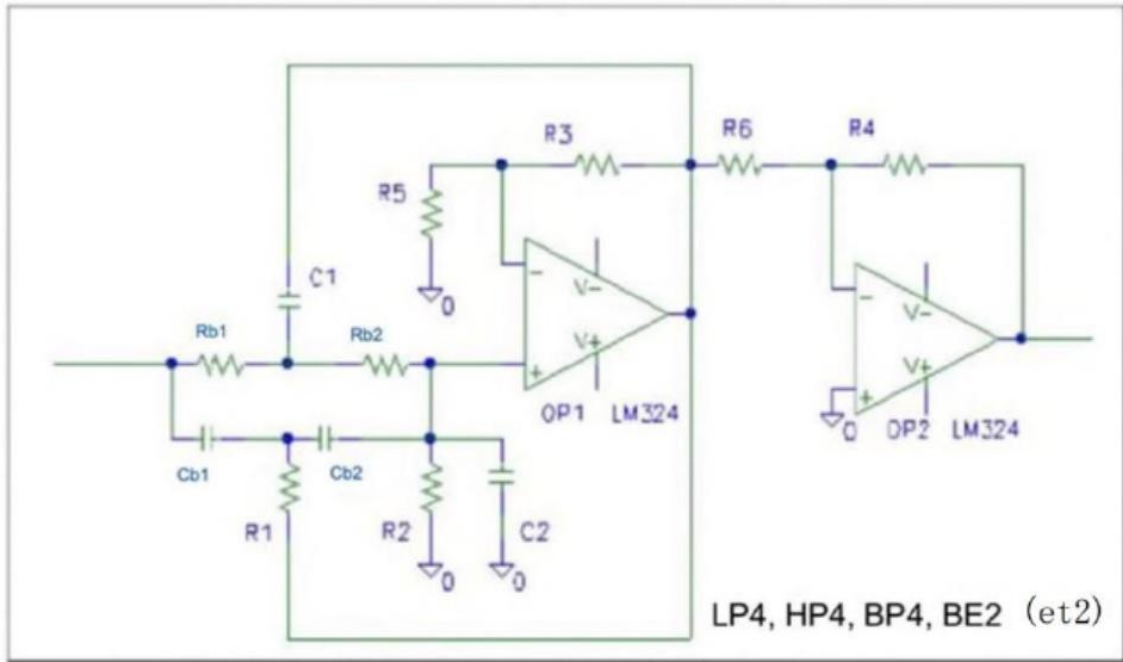 R3
R6
R4
R5
C1
0
V-
V-
Rb1
Rb2
-
-
V+
V+
+
+
OP1 LM324
0
OP2 LM324
Cb1
Cb2
R1
R2
C2
0
0
LP4, HP4, BP4, BE2 (et2)